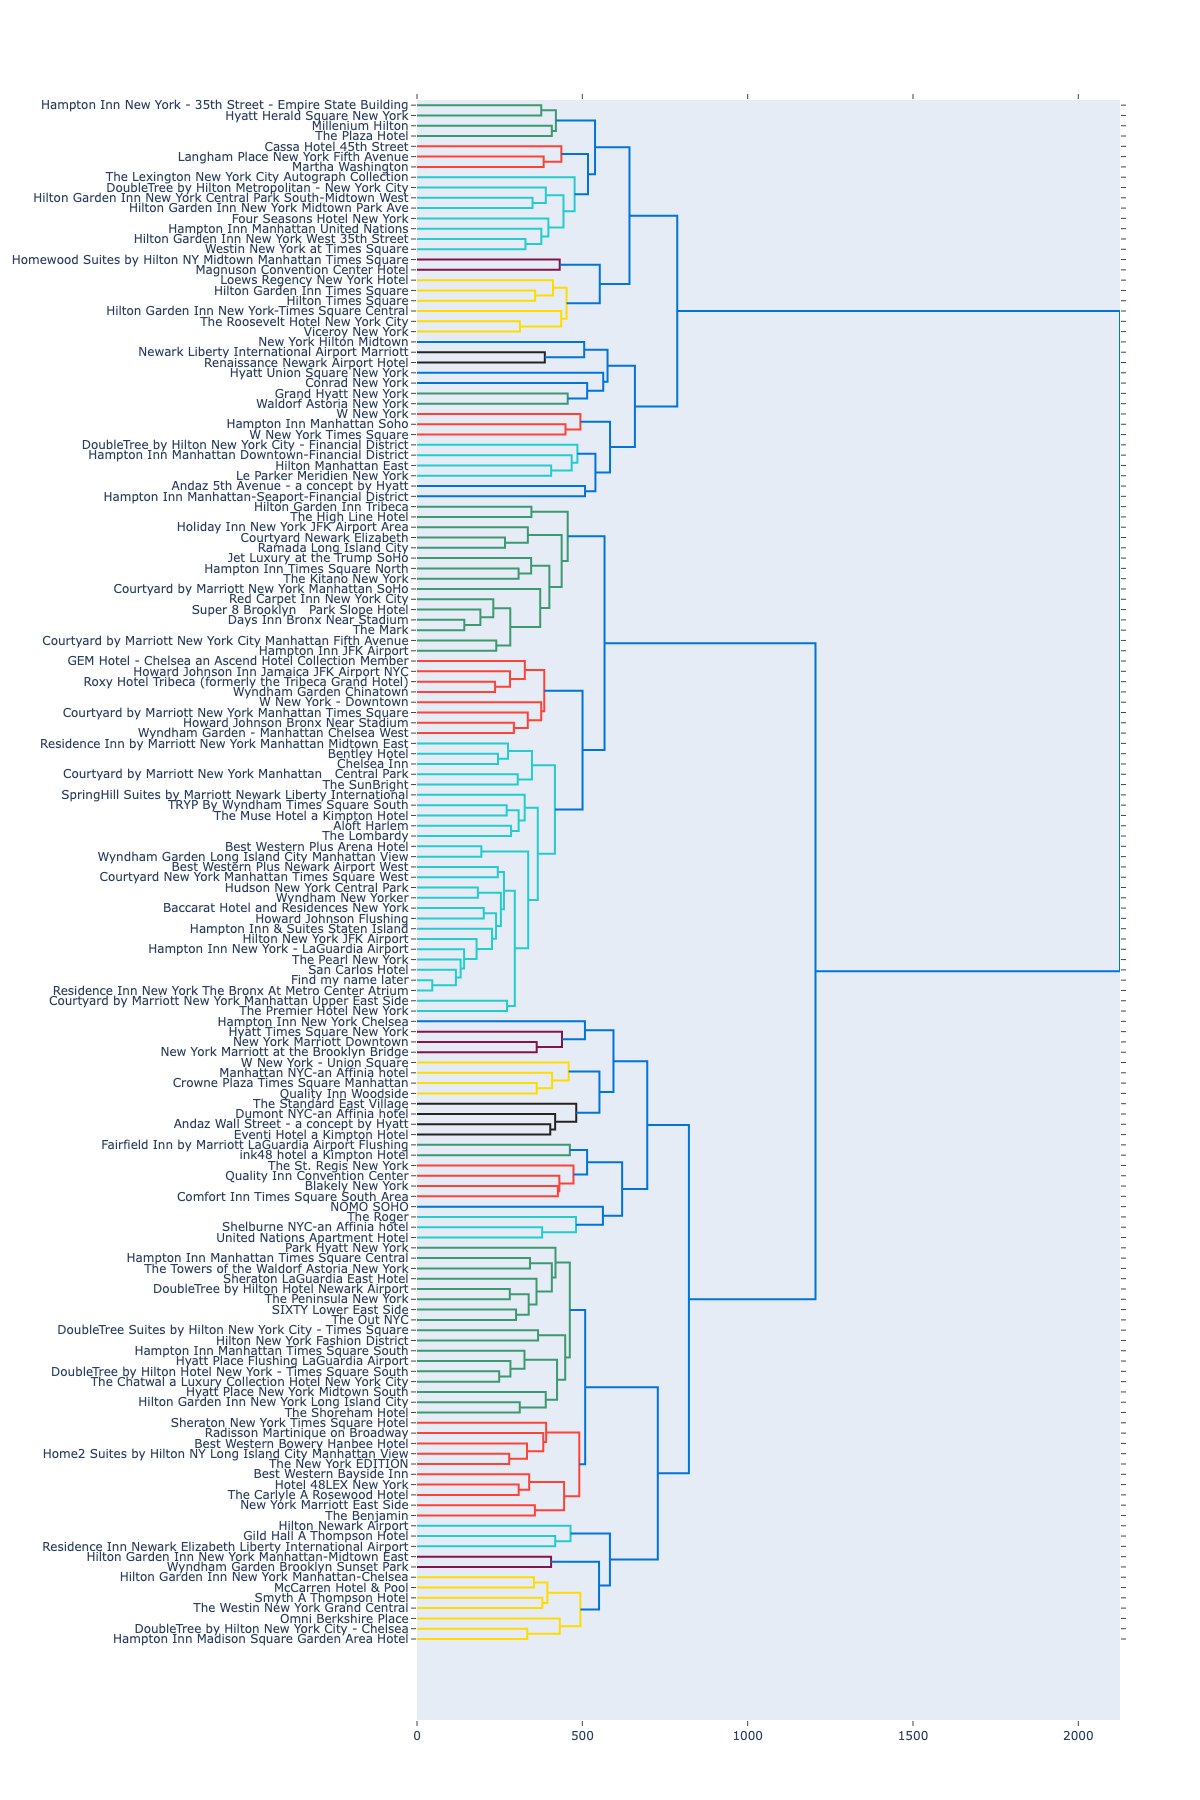 Hampton Inn New York - 35th Street - Empire State Building
Hyatt Herald Square New York
Millenium Hilton
The Plaza Hotel
Cassa Hotel 45th Street
Langham Place New York Fifth Avenue
Martha Washington
The Lexington New York City Autograph Collection
DoubleTree by Hilton Metropolitan - New York City
Hilton Garden Inn New York Central Park South-Midtown West
Hilton Garden Inn New York Midtown Park Ave
Four Seasons Hotel New York
Hampton Inn Manhattan United Nations
Hilton Garden Inn New York West 35th Street
Westin New York at Times Square
Homewood Suites by Hilton NY Midtown Manhattan Times Square
Magnuson Convention Center Hotel
Loews Regency New York Hotel
Hilton Garden Inn Times Square
Hilton Times Square
Hilton Garden Inn New York-Times Square Central
The Roosevelt Hotel New York City
Viceroy New York
New York Hilton Midtown
Newark Liberty International Airport Marriott
Renaissance Newark Airport Hotel
Hyatt Union Square New York
Conrad New York
Grand Hyatt New York
Waldorf Astoria New York
W New York
Hampton Inn Manhattan Soho
W New York Times Square
DoubleTree by Hilton New York City - Financial District
Hampton Inn Manhattan Downtown-Financial District
Hilton Manhattan East
Le Parker Meridien New York
Andaz 5th Avenue - a concept by Hyatt
Hampton Inn Manhattan-Seaport-Financial District
Hilton Garden Inn Tribeca
The High Line Hotel
Holiday Inn New York JFK Airport Area
Courtyard Newark Elizabeth
Ramada Long Island City
Jet Luxury at the Trump SoHo
Hampton Inn Times Square North
The Kitano New York
Courtyard by Marriott New York Manhattan SoHo
Red Carpet Inn New York City
Super 8 Brooklyn   Park Slope Hotel
Days Inn Bronx Near Stadium
The Mark
Courtyard by Marriott New York City Manhattan Fifth Avenue
Hampton Inn JFK Airport
GEM Hotel - Chelsea an Ascend Hotel Collection Member
Howard Johnson Inn Jamaica JFK Airport NYC
Roxy Hotel Tribeca (formerly the Tribeca Grand Hotel)
Wyndham Garden Chinatown
W New York - Downtown
Courtyard by Marriott New York Manhattan Times Square
Howard Johnson Bronx Near Stadium
Wyndham Garden - Manhattan Chelsea West
Residence Inn by Marriott New York Manhattan Midtown East
Bentley Hotel
Chelsea Inn
Courtyard by Marriott New York Manhattan   Central Park
The SunBright
SpringHill Suites by Marriott Newark Liberty International
TRYP By Wyndham Times Square South
The Muse Hotel a Kimpton Hotel
Aloft Harlem
The Lombardy
Best Western Plus Arena Hotel
Wyndham Garden Long Island City Manhattan View
Best Western Plus Newark Airport West
Courtyard New York Manhattan Times Square West
Hudson New York Central Park
Wyndham New Yorker
Baccarat Hotel and Residences New York
Howard Johnson Flushing
Hampton Inn & Suites Staten Island
Hilton New York JFK Airport
Hampton Inn New York - LaGuardia Airport
The Pearl New York
San Carlos Hotel
Find my name later
Residence Inn New York The Bronx At Metro Center Atrium
Courtyard by Marriott New York Manhattan Upper East Side
The Premier Hotel New York
Hampton Inn New York Chelsea
Hyatt Times Square New York
New York Marriott Downtown
New York Marriott at the Brooklyn Bridge
W New York - Union Square
Manhattan NYC-an Affinia hotel
Crowne Plaza Times Square Manhattan
Quality Inn Woodside
The Standard East Village
Dumont NYC-an Affinia hotel
Andaz Wall Street - a concept by Hyatt
Eventi Hotel a Kimpton Hotel
Fairfield Inn by Marriott LaGuardia Airport Flushing
ink48 hotel a Kimpton Hotel
The St. Regis New York
Quality Inn Convention Center
Blakely New York
Comfort Inn Times Square South Area
NOMO SOHO
The Roger
Shelburne NYC-an Affinia hotel
United Nations Apartment Hotel
Park Hyatt New York
Hampton Inn Manhattan Times Square Central
The Towers of the Waldorf Astoria New York
Sheraton LaGuardia East Hotel
DoubleTree by Hilton Hotel Newark Airport
The Peninsula New York
SIXTY Lower East Side
The Out NYC
DoubleTree Suites by Hilton New York City - Times Square
Hilton New York Fashion District
Hampton Inn Manhattan Times Square South
Hyatt Place Flushing LaGuardia Airport
DoubleTree by Hilton Hotel New York - Times Square South
The Chatwal a Luxury Collection Hotel New York City
Hyatt Place New York Midtown South
Hilton Garden Inn New York Long Island City
The Shoreham Hotel
Sheraton New York Times Square Hotel
Radisson Martinique on Broadway
Best Western Bowery Hanbee Hotel
Home2 Suites by Hilton NY Long Island City Manhattan View
The New York EDITION
Best Western Bayside Inn
Hotel 48LEX New York
The Carlyle A Rosewood Hotel
New York Marriott East Side
The Benjamin
Hilton Newark Airport
Gild Hall A Thompson Hotel
Residence Inn Newark Elizabeth Liberty International Airport
Hilton Garden Inn New York Manhattan-Midtown East
Wyndham Garden Brooklyn Sunset Park
Hilton Garden Inn New York Manhattan-Chelsea
McCarren Hotel & Pool
Smyth A Thompson Hotel
The Westin New York Grand Central
Omni Berkshire Place
DoubleTree by Hilton New York City - Chelsea
Hampton Inn Madison Square Garden Area Hotel
0 500 1000 1500 2000